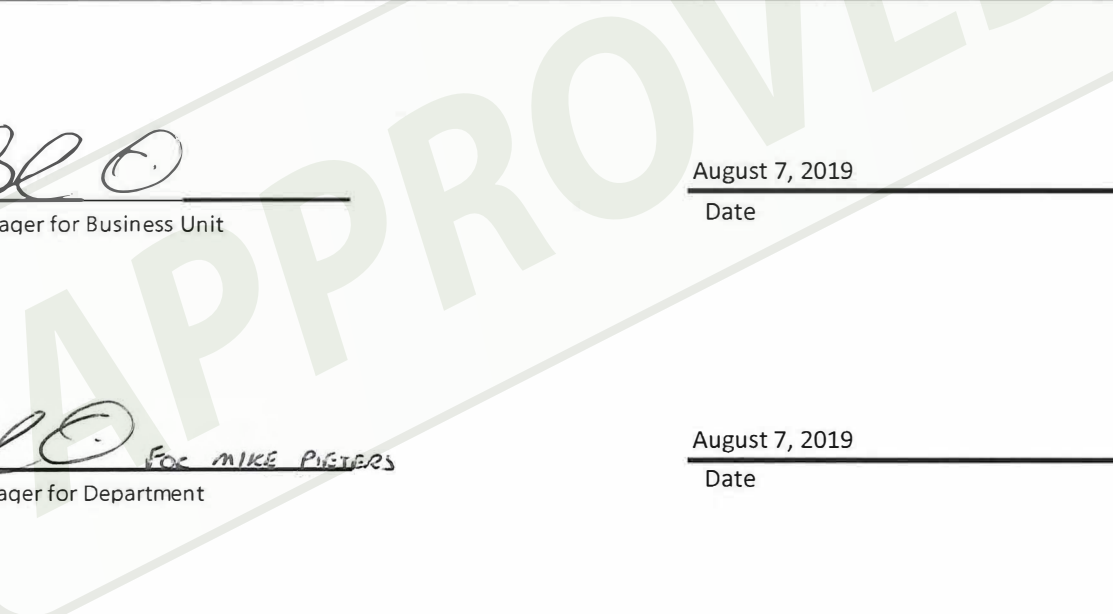 APPROVED
August 7, 2019
ager for Business Unit
Date
FOR MIKE PIETERS
August 7, 2019
ager for Department
Date